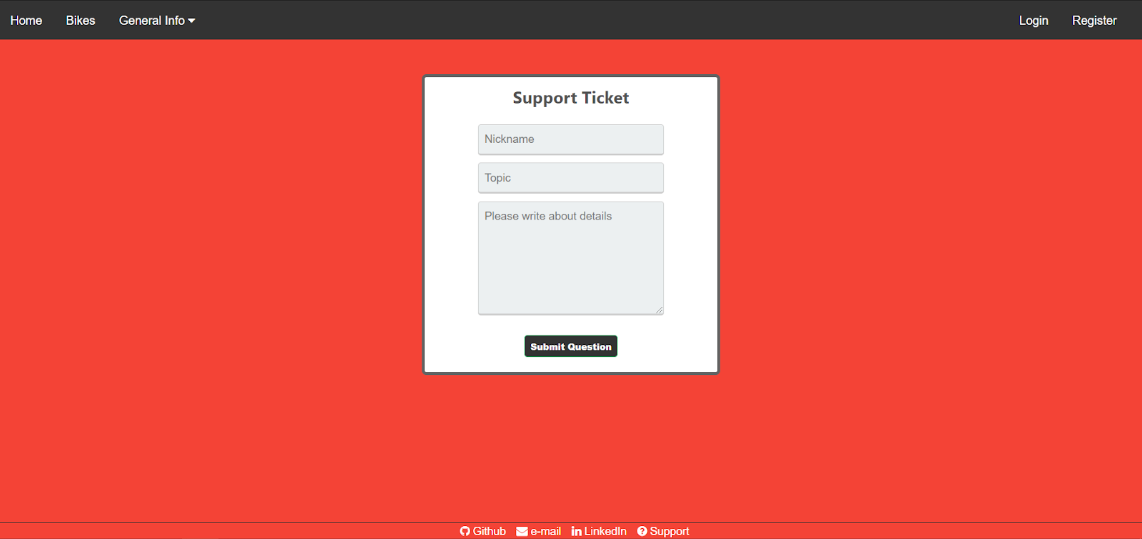 Home Bikes General Info Login Register
Support Ticket
Nickname
Topic
Please write about details
Submit Question
Github e-mail LinkedIn Support